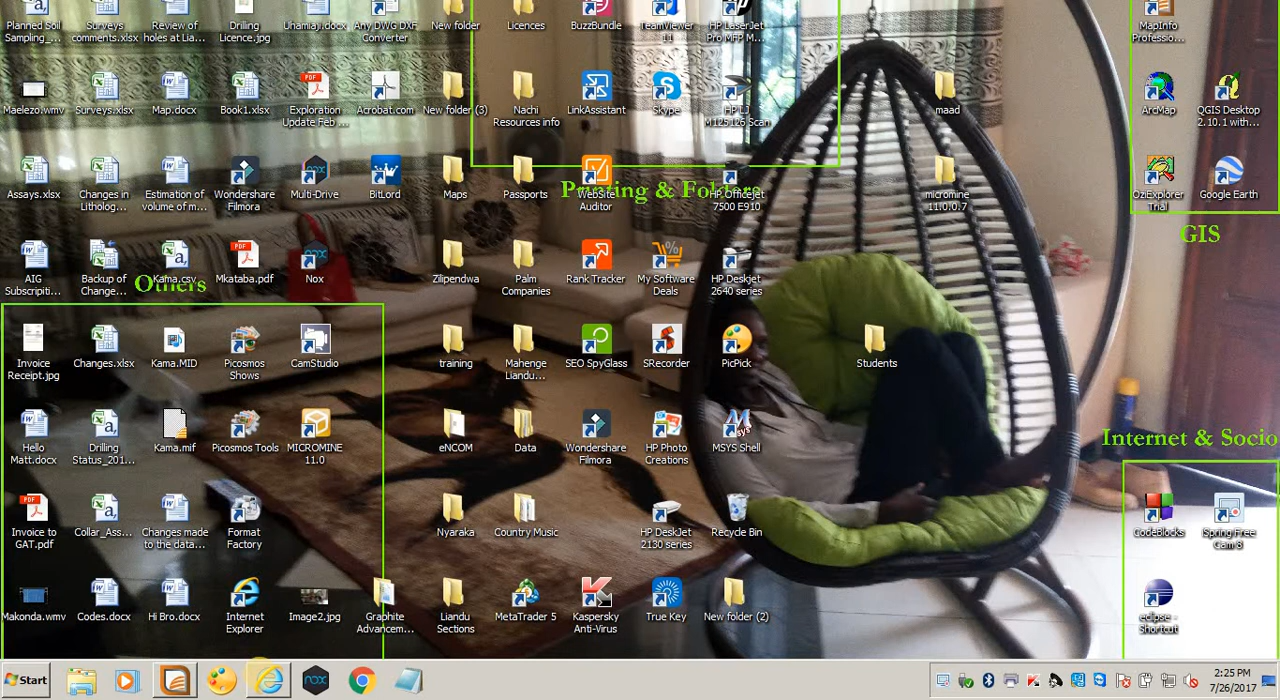 Planned Soil
Sampling_...
Surveys
comments.xlsx
Review of
holes at Lia...
Drilling
Licence.jpg
Uhamiaji.docx
Any DWG DXF
Converter
New folder
Licences
BuzzBundle
TeamViewer
11
HP LaserJet
Pro MFP M...
MapInfo
Professio...
Maelezo.wmv
Surveys.xlsx
Map.docx
Book1.xlsx
Exploration
Update Feb ...
Acrobat.com
New folder (3)
Nachi
Resources info
LinkAssistant
Skype
HP LJ
M125126 Scan
maad
ArcMap
QGIS Desktop
2.10.1 with...
Assays.xlsx
Changes in
Litholog...
Estimation of
volume of m...
Wondershare
Filmora
Multi-Drive
BitLord
Maps
Passports
WebSite
Auditor
HP Officejet
7500 E910
micromine
11.0.0.7
OziExplorer
Trial
Google Earth
Printing & Folders
GIS
AIG
Subscripiti...
Backup of
Change...
Kama.csv
Mkataba.pdf
Nox
Zilipendwa
Palm
Companies
Rank Tracker
My Software
Deals
HP Deskjet
2640 series
Others
Invoice
Receipt.jpg
Changes.xlsx
Kama.MID
Picosmos
Shows
CamStudio
training
Mahenge
Liandu...
SEO SpyGlass
SRecorder
PicPick
Students
Hello
Matt.docx
Drilling
Status_201...
Kama.mif
Picosmos Tools
MICROMINE
11.0
eNCOM
Data
Wondershare
Filmora
HP Photo
Creations
MSYS Shell
Internet & Socio
Invoice to
GAT.pdf
Collar_Ass...
Changes made
to the data...
Format
Factory
Nyaraka
Country Music
HP DeskJet
2130 series
Recycle Bin
CodeBlocks
iSpring Free
Cam 8
Makonda.wmv
Codes.docx
Hi Bro.docx
Internet
Explorer
Image2.jpg
Graphite
Advancem...
Liandu
Sections
MetaTrader 5
Kaspersky
Anti-Virus
True Key
New folder (2)
eclipse -
Shortcut
Start
nox
2:25 PM
7/26/2017